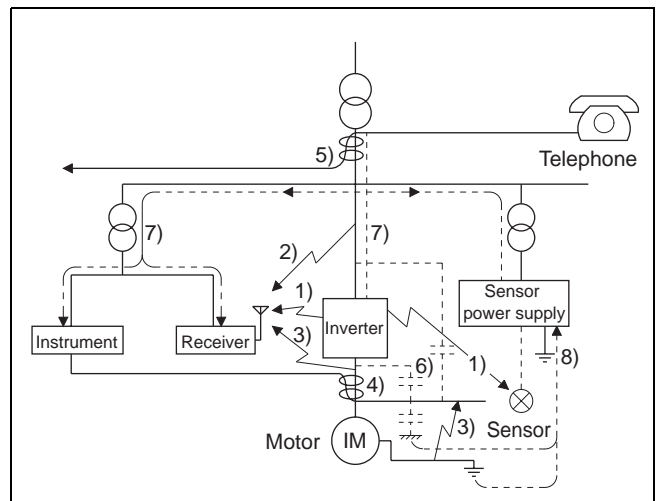 Telephone
5)
7)
7)
2)
1)
Sensor
power supply
Instrument
Receiver
3)
Inverter
1)
6)
8)
4)
3)
Sensor
Motor
IM